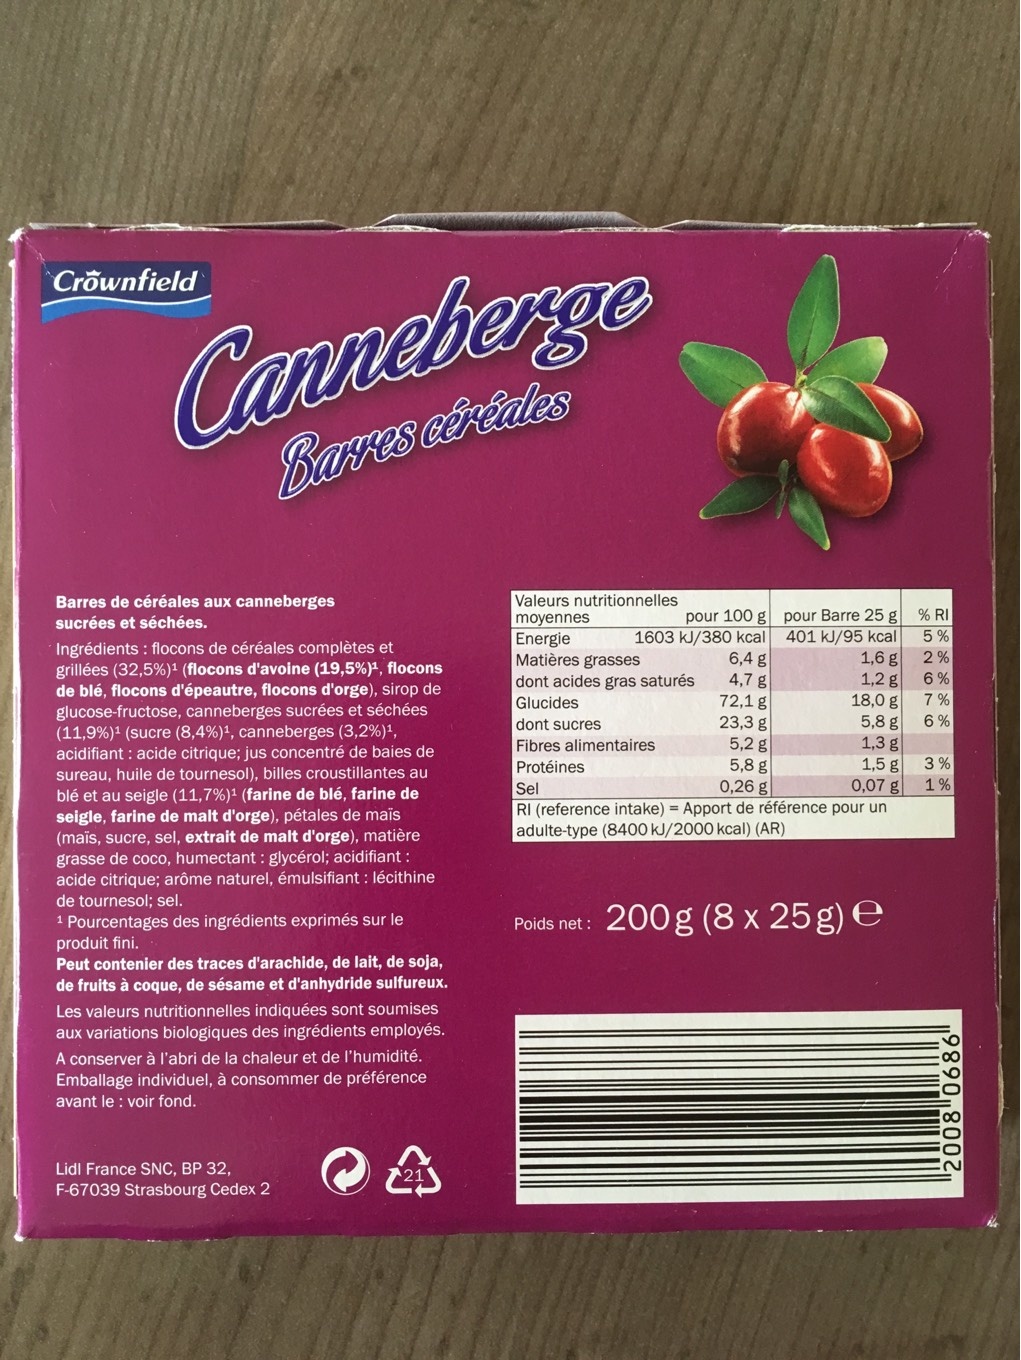 Crownfield
Canneberge
Barres céréales
Barres de céréales aux canneberges
sucrées et séchées.
Ingrédients : flocons de céréales complètes et
grillées (32,5%)¹ (flocons d'avoine (19,5%)¹, flocons
de blé, flocons d'épeautre, flocons d'orge), sirop de
glucose-fructose, canneberges sucrées et séchées
(11,9%)¹ (sucre (8,4%)¹, canneberges (3,2%)¹,
acidifiant : acide citrique; jus concentré de baies de
sureau, huile de tournesol), billes croustillantes au
blé et au seigle (11,7%)¹ (farine de blé, farine de
seigle, farine de malt d'orge), pétales de maïs
(maïs, sucre, sel, extrait de malt d'orge), matière
grasse de coco, humectant : glycérol; acidifiant :
acide citrique; arôme naturel, émulsifiant : lécithine
de tournesol; sel.
¹ Pourcentages des ingrédients exprimés sur le
produit fini.
Peut contenier des traces d'arachide, de lait, de soja,
de fruits à coque, de sésame et d'anhydride sulfureux.
Les valeurs nutritionnelles indiquées sont soumises
aux variations biologiques des ingrédients employés.
A conserver à l'abri de la chaleur et de l'humidité.
Emballage individuel, à consommer de préférence
avant le : voir fond.
Lidl France SNC, BP 32,
F-67039 Strasbourg Cedex 2
21
Valeurs nutritionnelles
moyennes pour 100 g pour Barre 25 g % RI
Energie 1603 kJ/380 kcal 401 kJ/95 kcal 5 %
Matières grasses 6,4 g 1,6 g 2 %
dont acides gras saturés 4,7 g 1,2 g 6 %
Glucides 72,1 g 18,0 g 7 %
dont sucres 23,3 g 5,8 g 6 %
Fibres alimentaires 5,2 g 1,3 g
Protéines 5,8 g 1,5 g 3 %
Sel 0,26 g 0,07 g 1 %
RI (reference intake) = Apport de référence pour un
adulte-type (8400 kJ/2000 kcal) (AR)
Poids net : 200 g (8 x 25 g) ℮
2008 0686